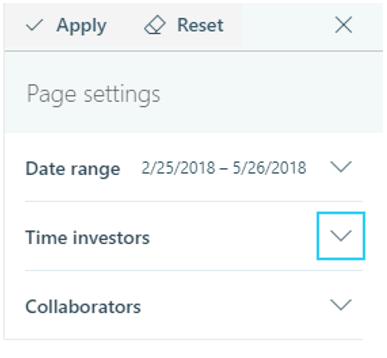 Apply Reset
Page settings
Date range 2/25/2018 – 5/26/2018
Time investors
Collaborators